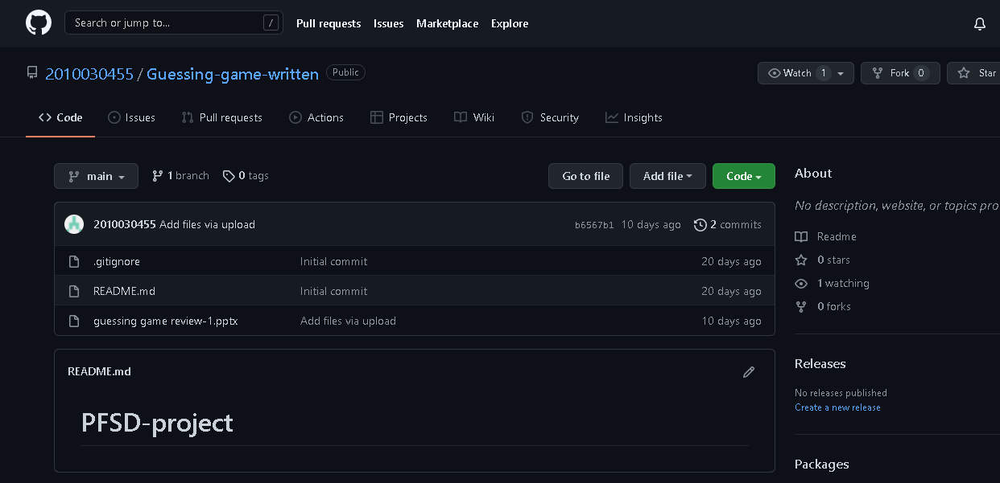 Search or jump to... /
Pull requests Issues Marketplace Explore
2010030455 / Guessing-game-written Public
Watch 1 Fork 0 Star
Code Issues Pull requests Actions Projects Wiki Security Insights
main 1 branch 0 tags Go to file Add file Code
2010030455 Add files via upload b6567b1 10 days ago 2 commits
.gitignore Initial commit 20 days ago
README.md Initial commit 20 days ago
guessing game review-1.pptx Add files via upload 10 days ago
README.md
PFSD-project
About
No description, website, or topics pro
Readme
0 stars
1 watching
0 forks
Releases
No releases published
Create a new release
Packages